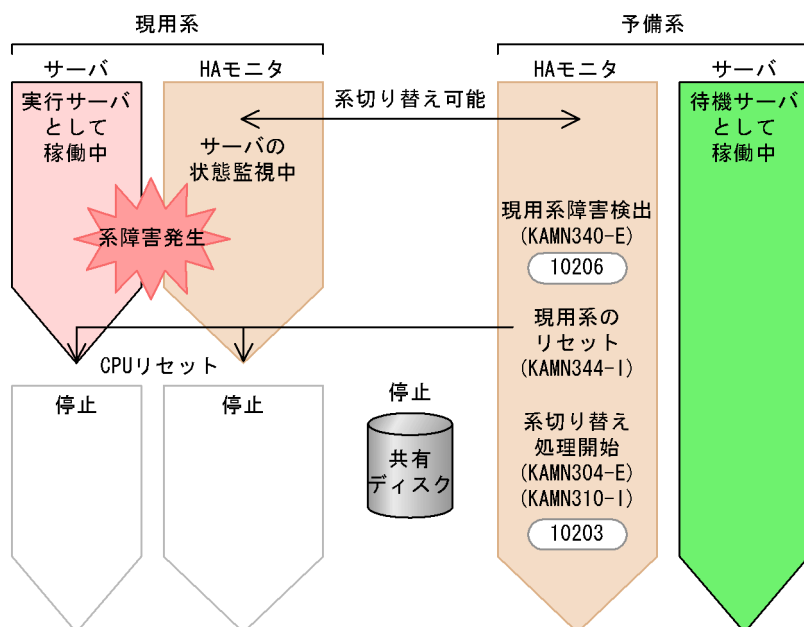 現用系
予備系
サーバ
HAモニタ
HAモニタ
サーバ
実行サーバ
として
稼働中
系切り替え可能
待機サーバ
として
稼働中
サーバの
状態監視中
系障害発生
現用系障害検出
(KAMN340-E)
10206
現用系の
リセット
(KAMN344-I)
CPUリセット
停止
停止
停止
共有
ディスク
系切り替え
処理開始
(KAMN304-E)
(KAMN310-I)
10203